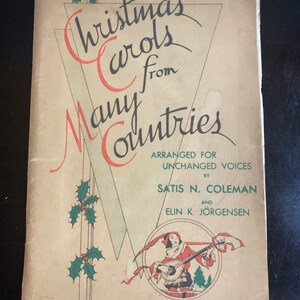 Christmas
Carols
from
Many
Countries
ARRANGED FOR
UNCHANGED VOICES
BY
SATIS N. COLEMAN
AND
ELIN K. JÖRGENSEN